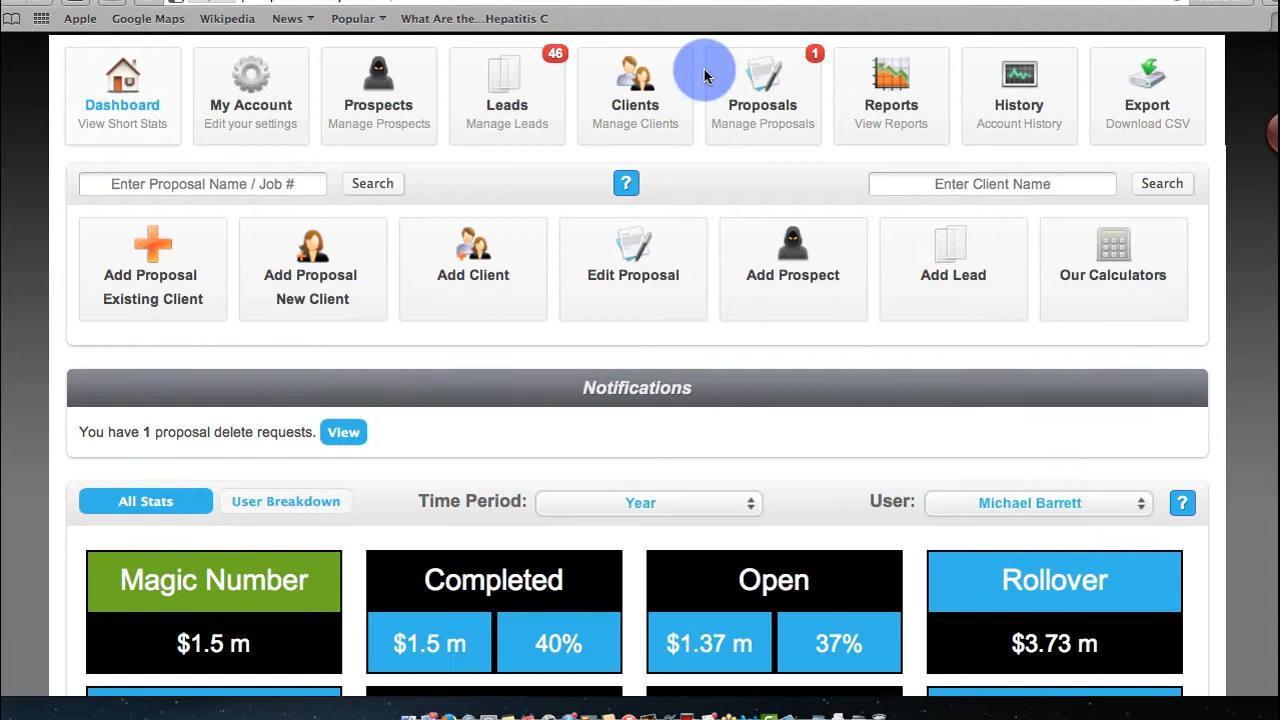 Apple Google Maps Wikipedia News Popular What Are the...Hepatitis C
46 1
Dashboard My Account Prospects Leads Clients Proposals Reports History Export
View Short Stats Edit your settings Manage Prospects Manage Leads Manage Clients Manage Proposals View Reports Account History Download CSV
Enter Proposal Name / Job # Search ? Enter Client Name Search
Add Proposal Add Proposal Add Client Edit Proposal Add Prospect Add Lead Our Calculators
Existing Client New Client
Notifications
You have 1 proposal delete requests. View
All Stats User Breakdown Time Period: Year User: Michael Barrett ?
Magic Number Completed Open Rollover
$1.5 m $1.5 m 40% $1.37 m 37% $3.73 m